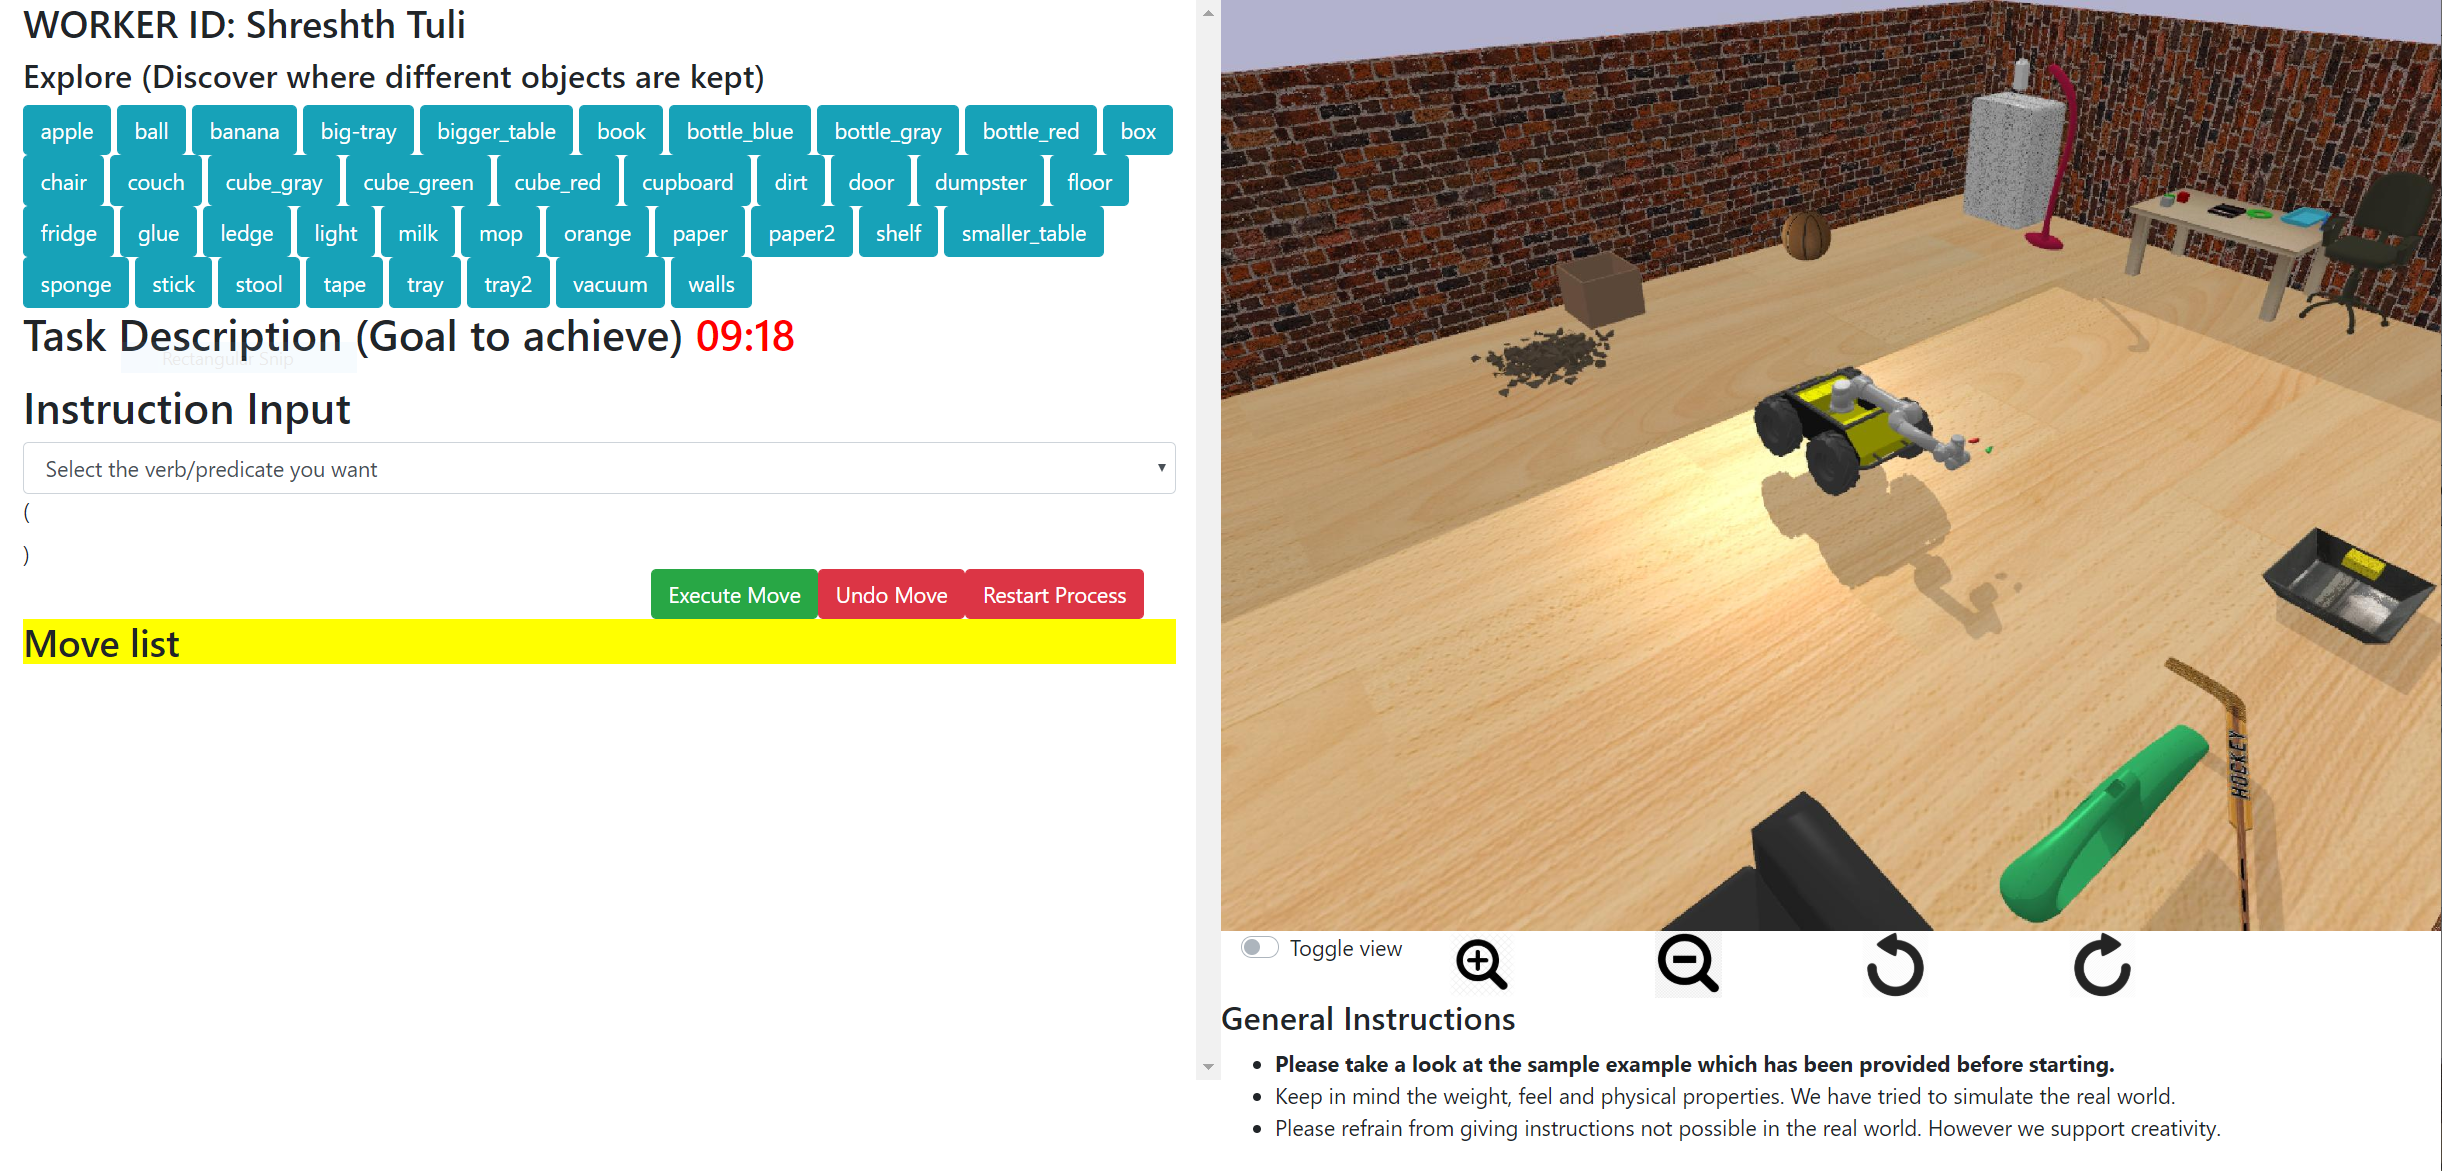 WORKER ID: Shreshth Tuli
Explore (Discover where different objects are kept)
apple ball banana big-tray bigger_table book bottle_blue bottle_gray bottle_red box
chair couch cube_gray cube_green cube_red cupboard dirt door dumpster floor
fridge glue ledge light milk mop orange paper paper2 shelf smaller_table
sponge stick stool tape tray tray2 vacuum walls
Task Description (Goal to achieve) 09:18
Rectangular Snip
Instruction Input
Select the verb/predicate you want
(
)
Execute Move Undo Move Restart Process
Move list
HOCKEY
Toggle view
General Instructions
Please take a look at the sample example which has been provided before starting.
Keep in mind the weight, feel and physical properties. We have tried to simulate the real world.
Please refrain from giving instructions not possible in the real world. However we support creativity.